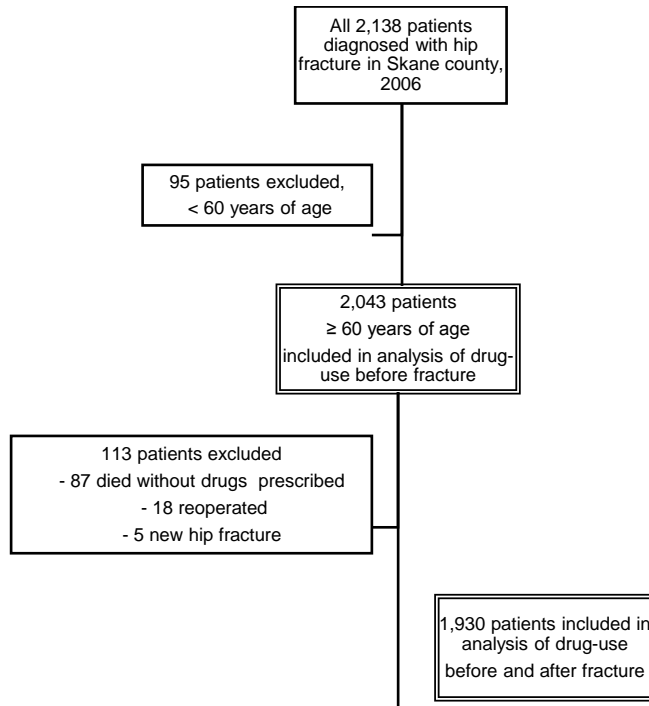 All 2,138 patients
diagnosed with hip
fracture in Skane county,
2006
95 patients excluded,
< 60 years of age
2,043 patients
≥ 60 years of age
included in analysis of drug-
use before fracture
113 patients excluded
- 87 died without drugs prescribed
- 18 reoperated
- 5 new hip fracture
1,930 patients included in
analysis of drug-use
before and after fracture